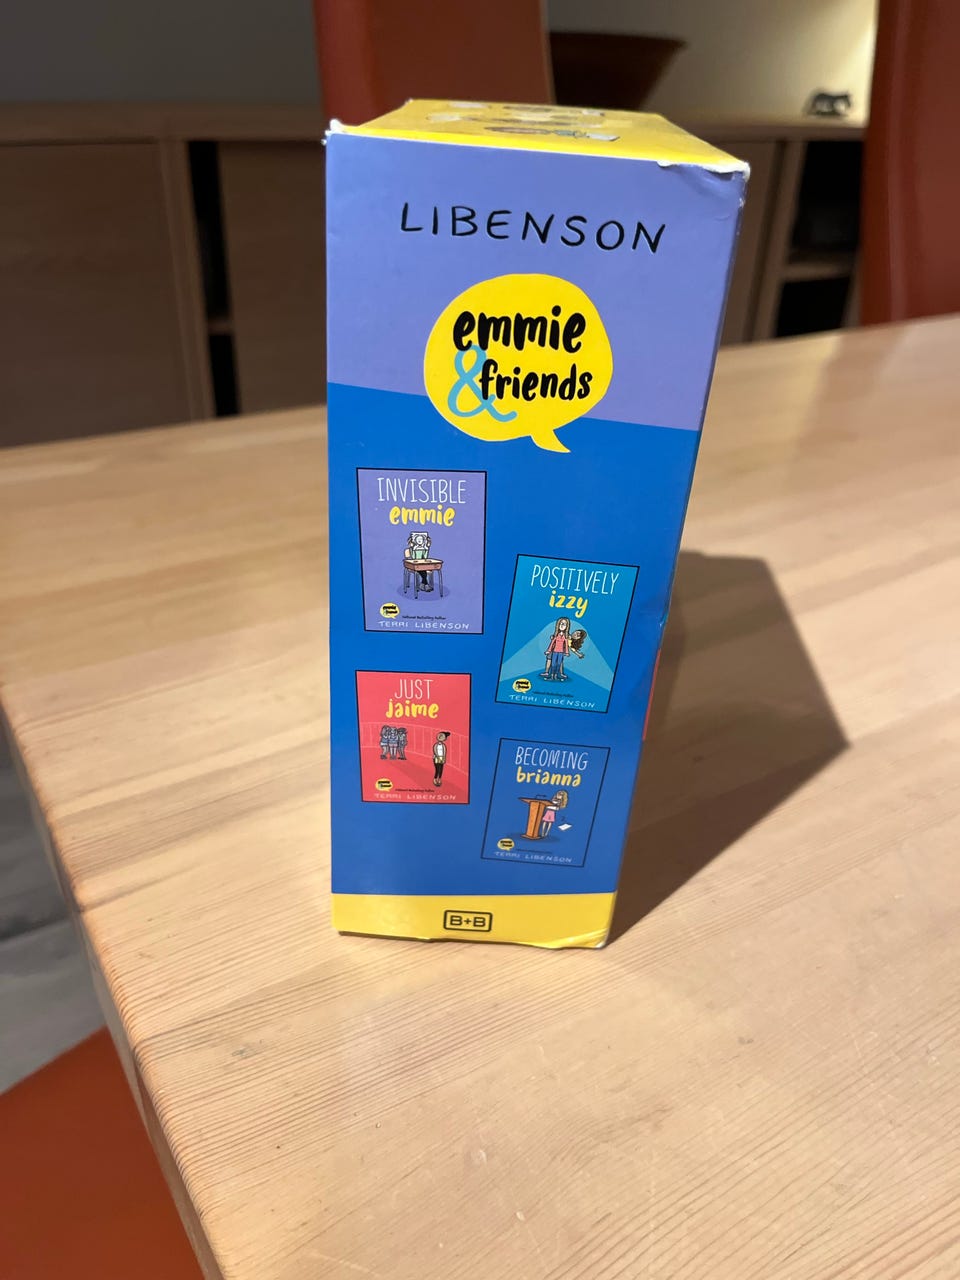 LIBENSON
emmie
& friends
INVISIBLE
emmie
TERRI LIBENSON
POSITIVELY
izzy
TERRI LIBENSON
JUST
jaime
TERRI LIBENSON
BECOMING
brianna
TERRI LIBENSON
B+B